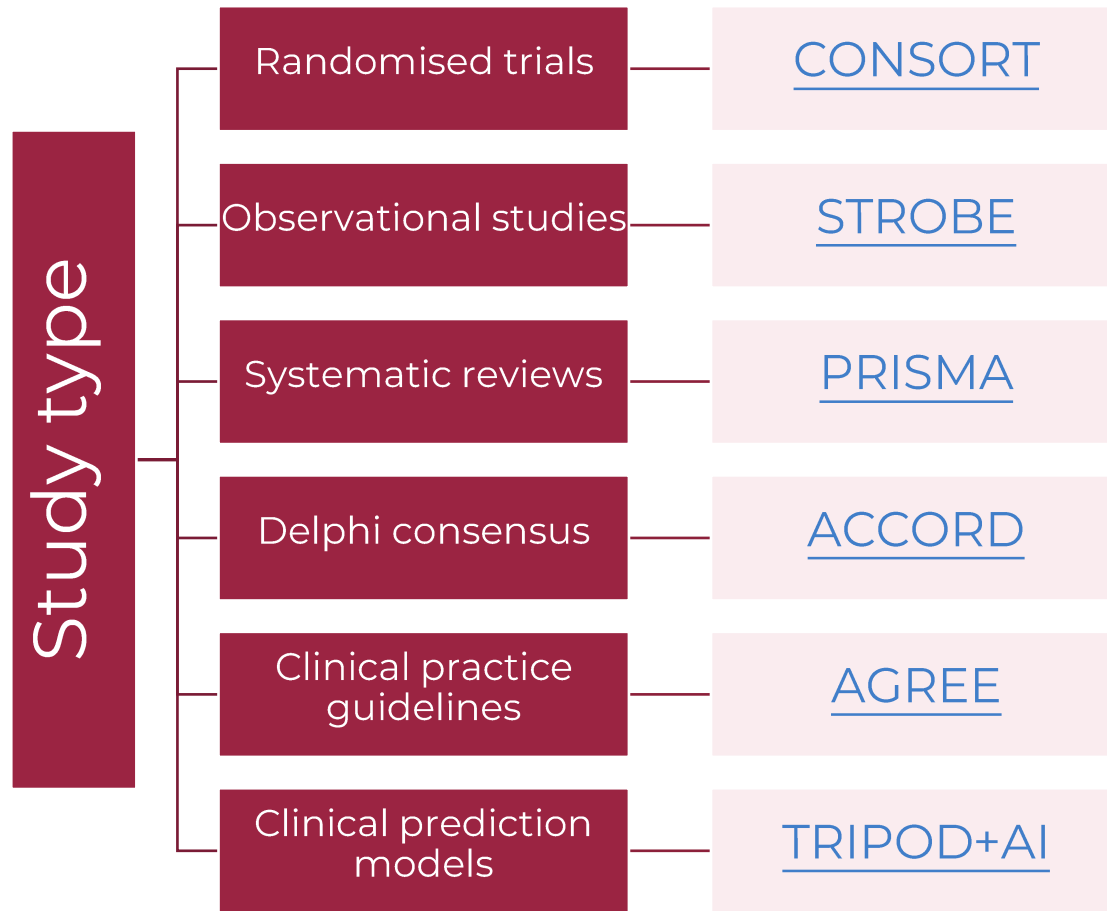 Study type
Randomised trials
CONSORT
Observational studies
STROBE
Systematic reviews
PRISMA
Delphi consensus
ACCORD
Clinical practice
guidelines
AGREE
Clinical prediction
models
TRIPOD+AI